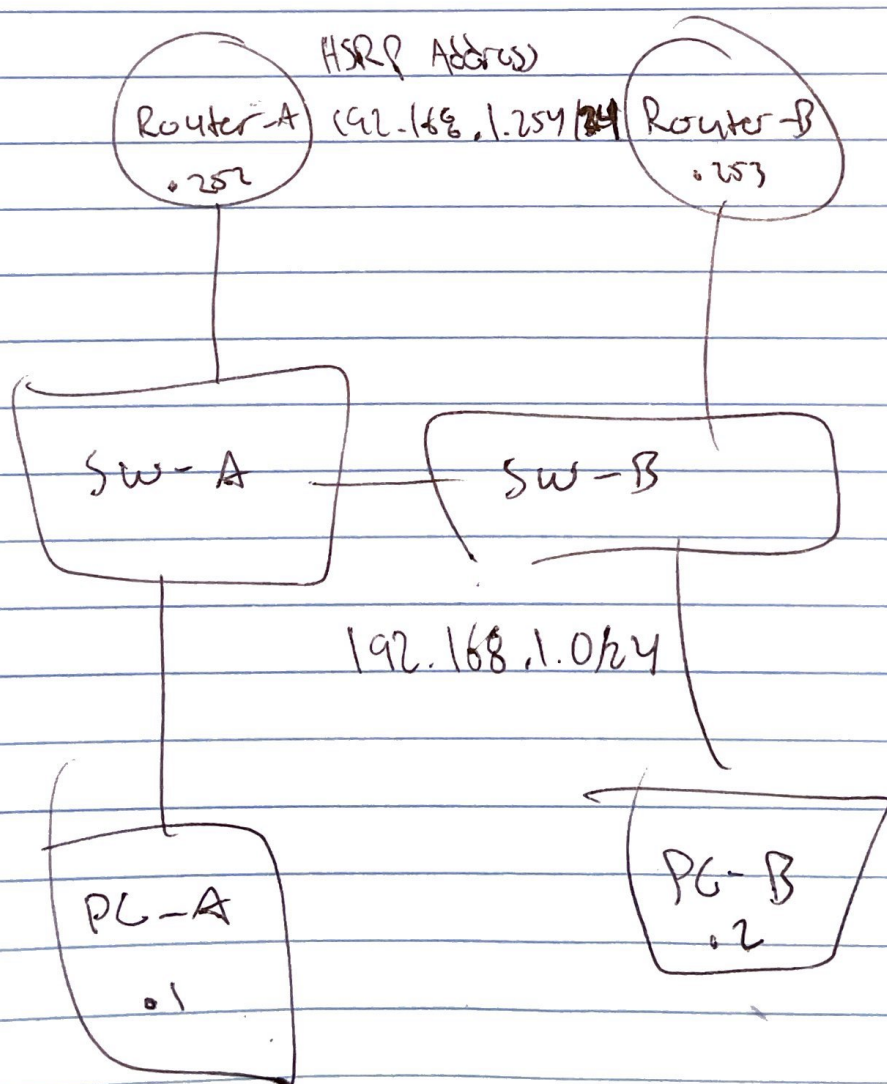 HSRP Address
Router-A
.252
192.168.1.254/24
Router-B
.253
SW-A
SW-B
192.168.1.0/24
PC-A
.1
PC-B
.2